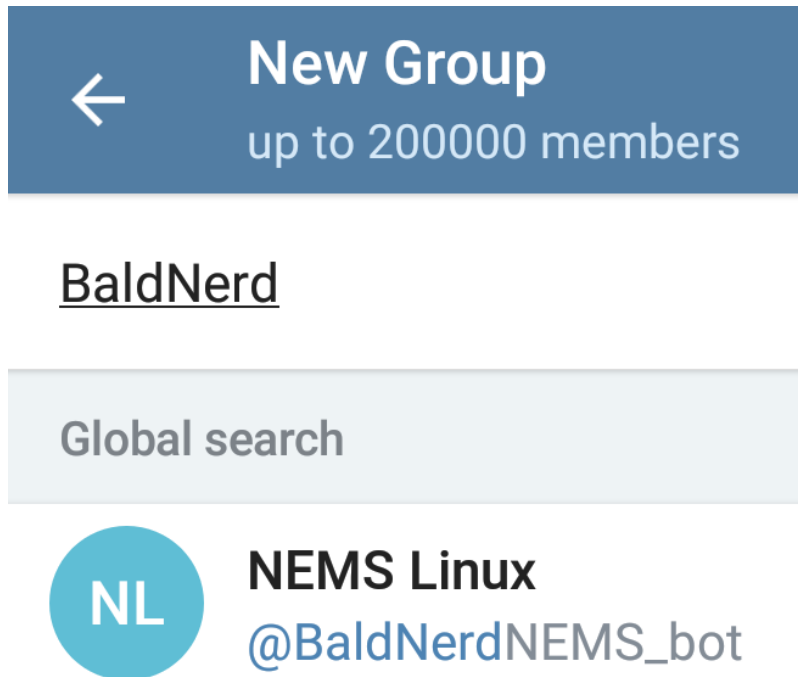 New Group
up to 200000 members
BaldNerd
Global search
NL
NEMS Linux
@BaldNerdNEMS_bot